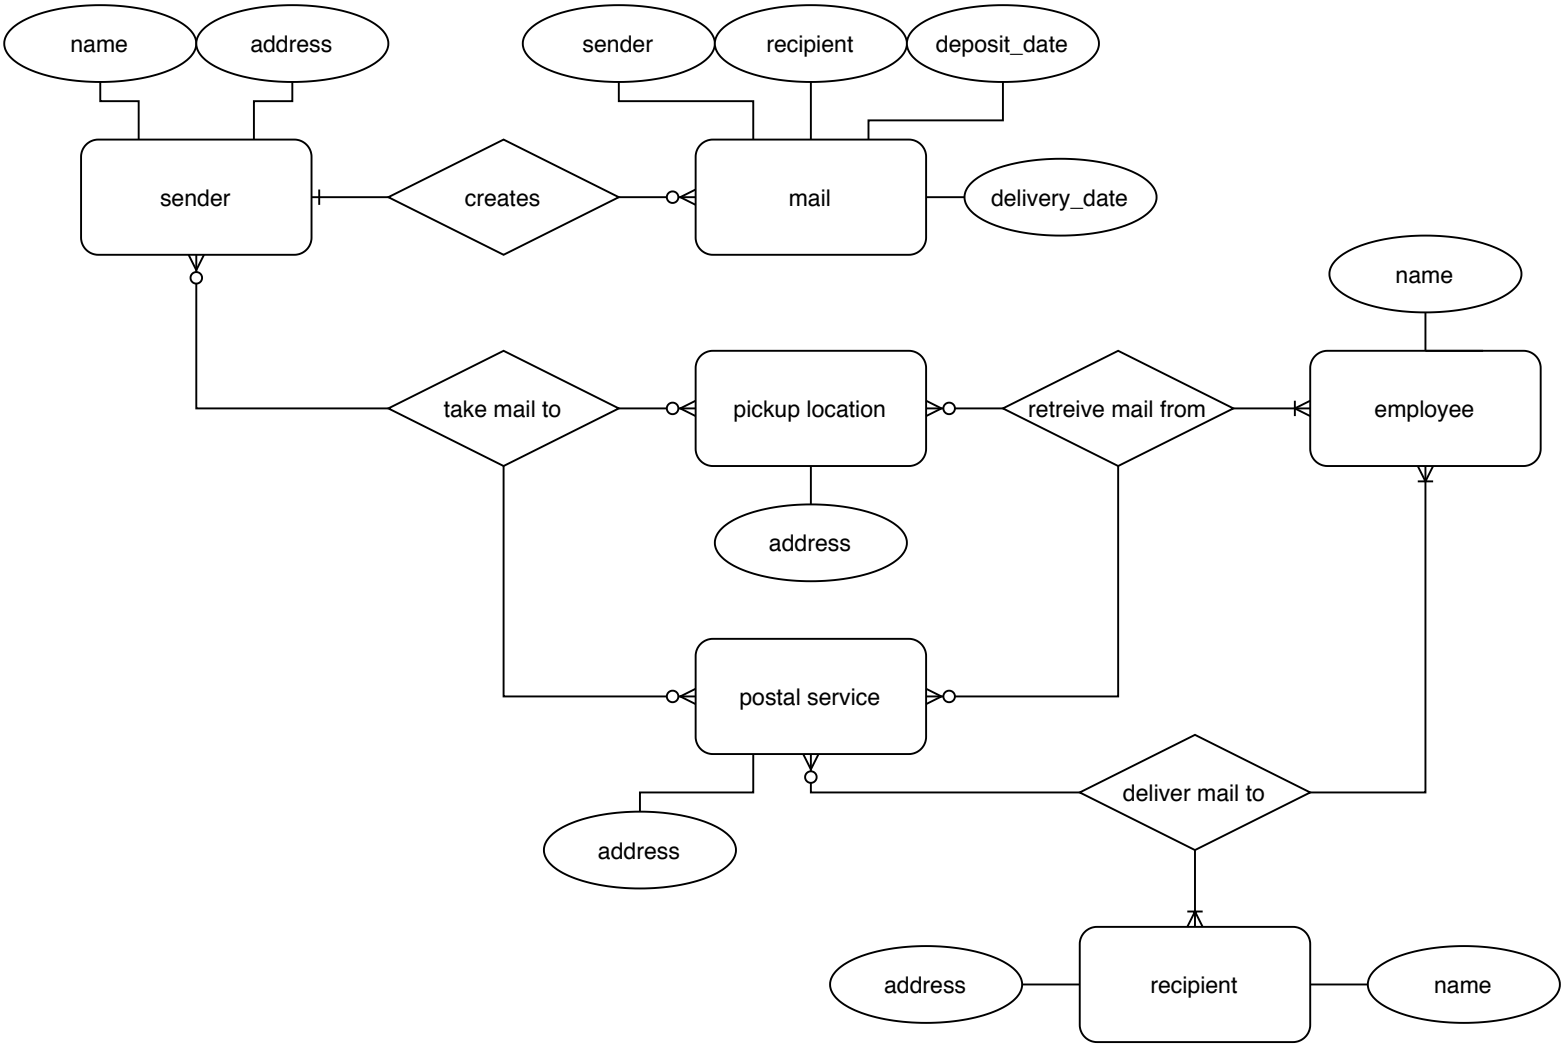 name
address
sender
recipient
deposit_date
sender
creates
mail
delivery_date
name
take mail to
pickup location
retreive mail from
employee
address
postal service
deliver mail to
address
address
recipient
name